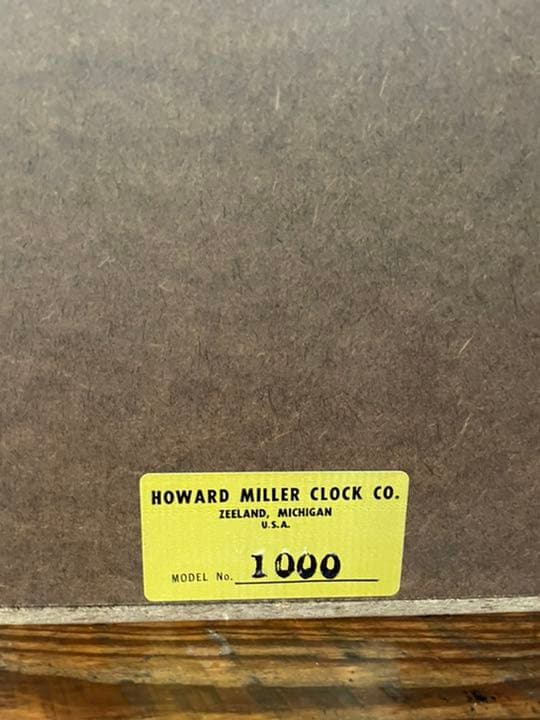 HOWARD MILLER CLOCK CO.
ZEELAND, MICHIGAN
U.S.A.
MODEL No. 1000